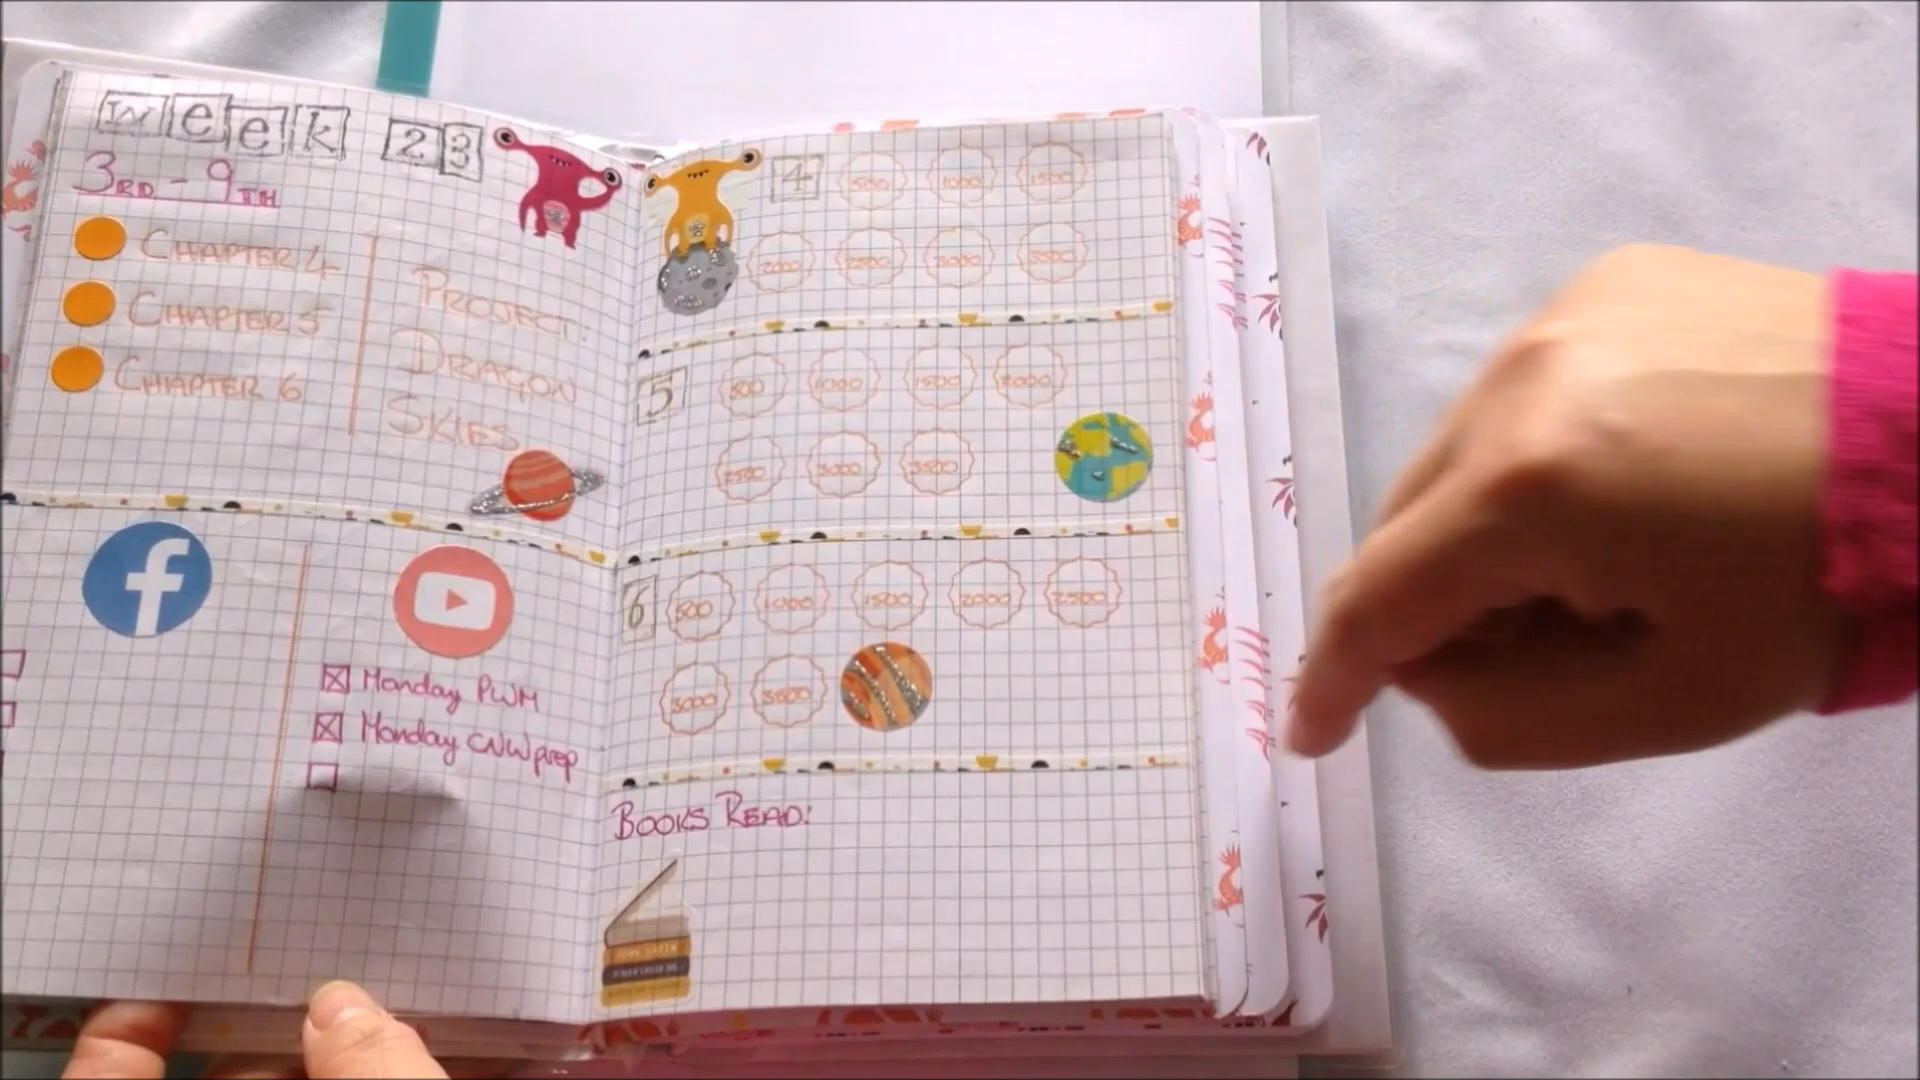 Week 23
3RD - 9TH
CHAPTER 4
CHAPTER 5
CHAPTER 6
PROJECT
DRAGON
SKIES
f
Monday PWM
Monday CNW prep
4
500 1000 1500
2000 2500 3000 3500
5
500 1000 1500 2000
2500 3000 3500
6
500 1000 1500 2000 2500
3000 3500
BOOKS READ:
JOHN GREEN